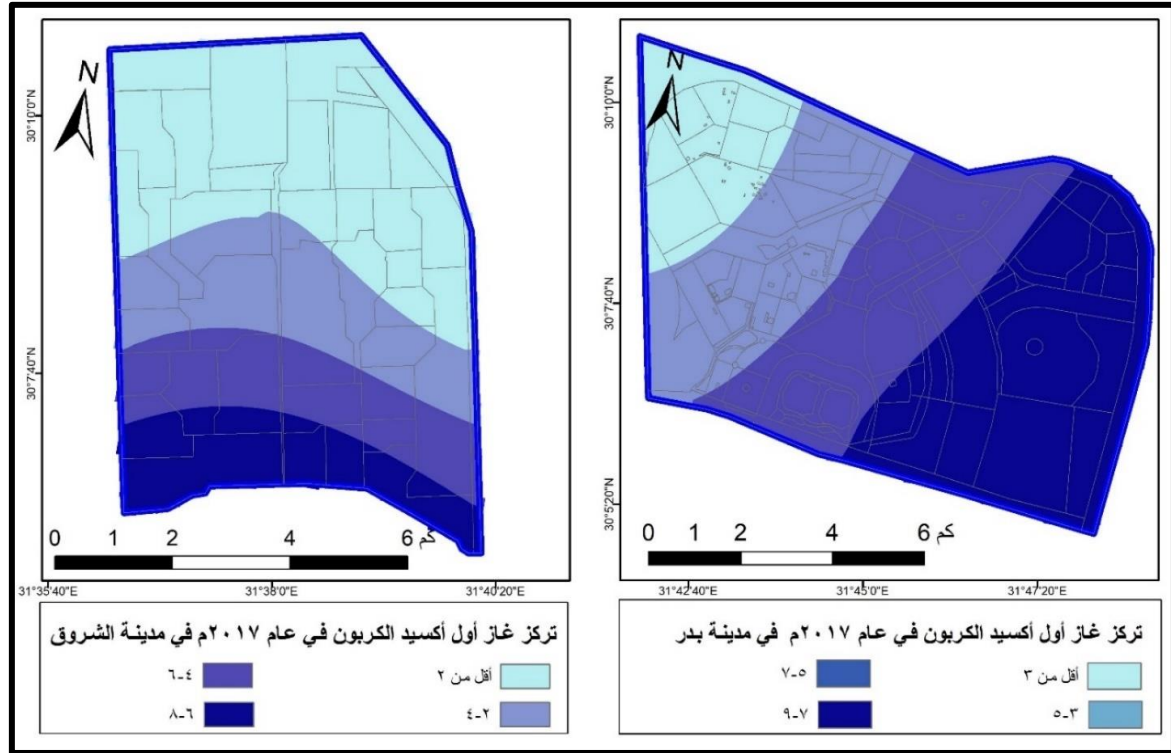 N
30°10'0"N
30°7'40"N
0 1 2 4 6 كم
31°35'40"E 31°38'0"E 31°40'20"E
تركز غاز أول أكسيد الكربون في عام ٢٠١٧م في مدينة الشروق
أقل من ٢
٤-٦
٢-٤
٦-٨
N
30°10'0"N
30°7'40"N
30°5'20"N
0 1 2 4 6 كم
31°42'40"E 31°45'0"E 31°47'20"E
تركز غاز أول أكسيد الكربون في عام ٢٠١٧م في مدينة بدر
أقل من ٣
٥-٧
٣-٥
٧-٩